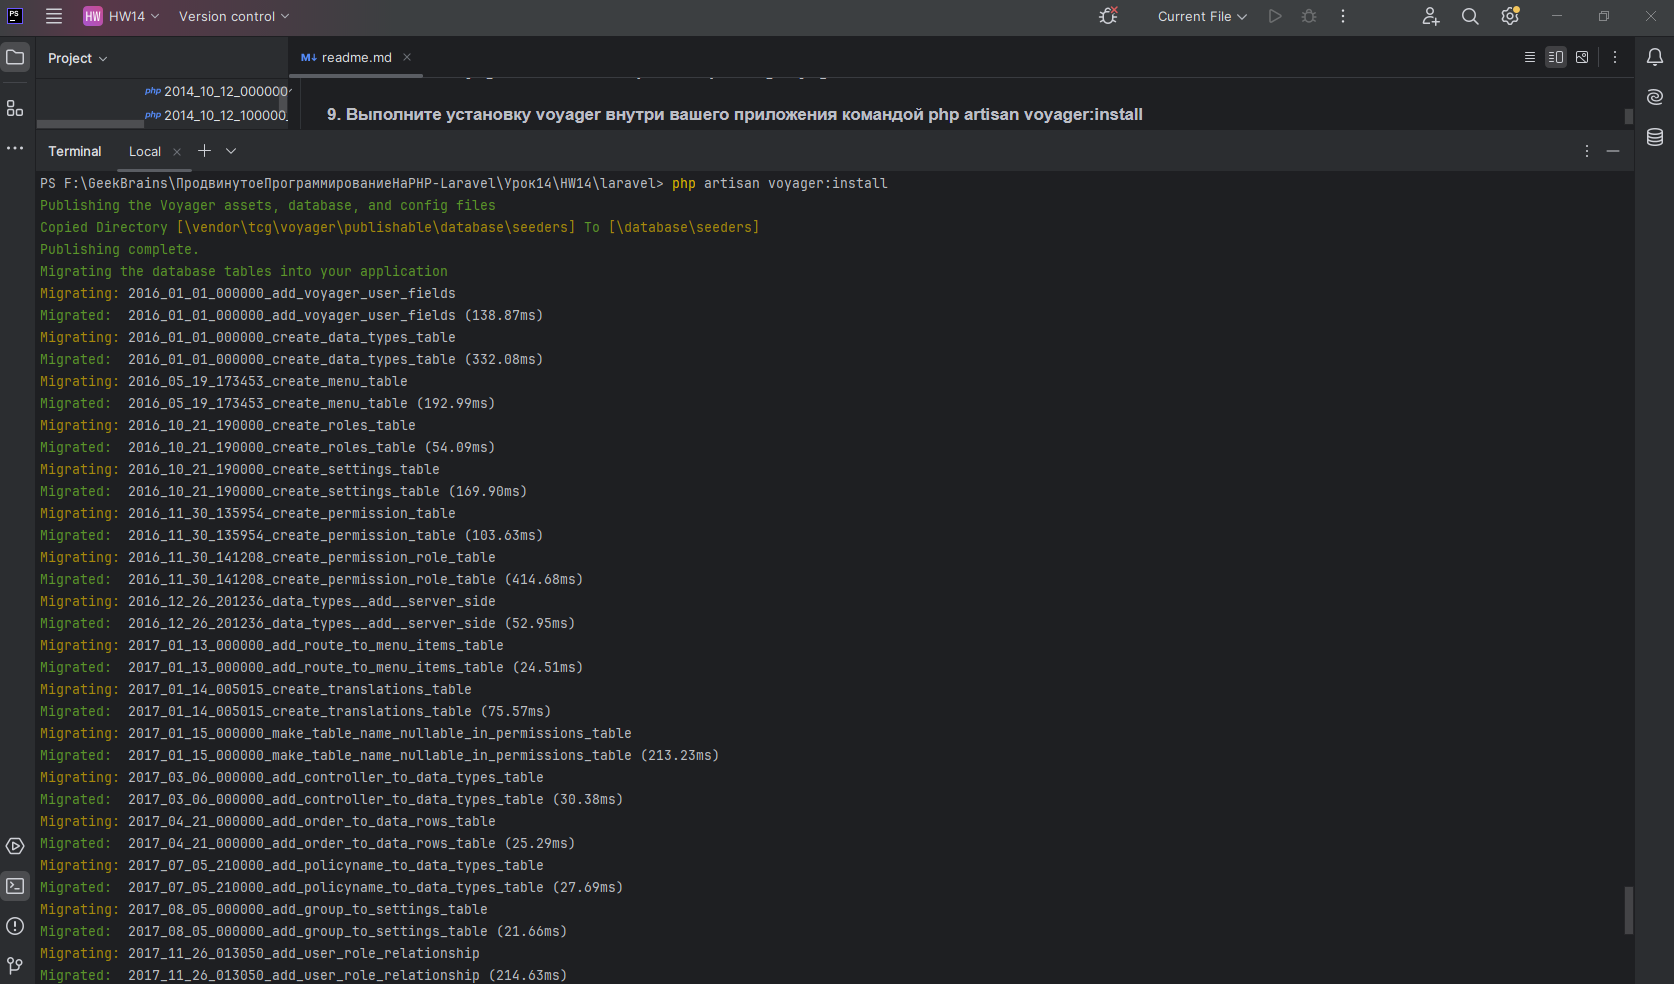 PS
HW HW14 Version control Current File
Project
M↓ readme.md
php 2014_10_12_000000
php 2014_10_12_100000_
9. Выполните установку voyager внутри вашего приложения командой php artisan voyager:install
Terminal Local
PS F:\GeekBrains\ПродвинутоеПрограммированиеНаPHP-Laravel\Урок14\HW14\laravel> php artisan voyager:install
Publishing the Voyager assets, database, and config files
Copied Directory [\vendor\tcg\voyager\publishable\database\seeders] To [\database\seeders]
Publishing complete.
Migrating the database tables into your application
Migrating: 2016_01_01_000000_add_voyager_user_fields
Migrated:  2016_01_01_000000_add_voyager_user_fields (138.87ms)
Migrating: 2016_01_01_000000_create_data_types_table
Migrated:  2016_01_01_000000_create_data_types_table (332.08ms)
Migrating: 2016_05_19_173453_create_menu_table
Migrated:  2016_05_19_173453_create_menu_table (192.99ms)
Migrating: 2016_10_21_190000_create_roles_table
Migrated:  2016_10_21_190000_create_roles_table (54.09ms)
Migrating: 2016_10_21_190000_create_settings_table
Migrated:  2016_10_21_190000_create_settings_table (169.90ms)
Migrating: 2016_11_30_135954_create_permission_table
Migrated:  2016_11_30_135954_create_permission_table (103.63ms)
Migrating: 2016_11_30_141208_create_permission_role_table
Migrated:  2016_11_30_141208_create_permission_role_table (414.68ms)
Migrating: 2016_12_26_201236_data_types__add__server_side
Migrated:  2016_12_26_201236_data_types__add__server_side (52.95ms)
Migrating: 2017_01_13_000000_add_route_to_menu_items_table
Migrated:  2017_01_13_000000_add_route_to_menu_items_table (24.51ms)
Migrating: 2017_01_14_005015_create_translations_table
Migrated:  2017_01_14_005015_create_translations_table (75.57ms)
Migrating: 2017_01_15_000000_make_table_name_nullable_in_permissions_table
Migrated:  2017_01_15_000000_make_table_name_nullable_in_permissions_table (213.23ms)
Migrating: 2017_03_06_000000_add_controller_to_data_types_table
Migrated:  2017_03_06_000000_add_controller_to_data_types_table (30.38ms)
Migrating: 2017_04_21_000000_add_order_to_data_rows_table
Migrated:  2017_04_21_000000_add_order_to_data_rows_table (25.29ms)
Migrating: 2017_07_05_210000_add_policyname_to_data_types_table
Migrated:  2017_07_05_210000_add_policyname_to_data_types_table (27.69ms)
Migrating: 2017_08_05_000000_add_group_to_settings_table
Migrated:  2017_08_05_000000_add_group_to_settings_table (21.66ms)
Migrating: 2017_11_26_013050_add_user_role_relationship
Migrated:  2017_11_26_013050_add_user_role_relationship (214.63ms)